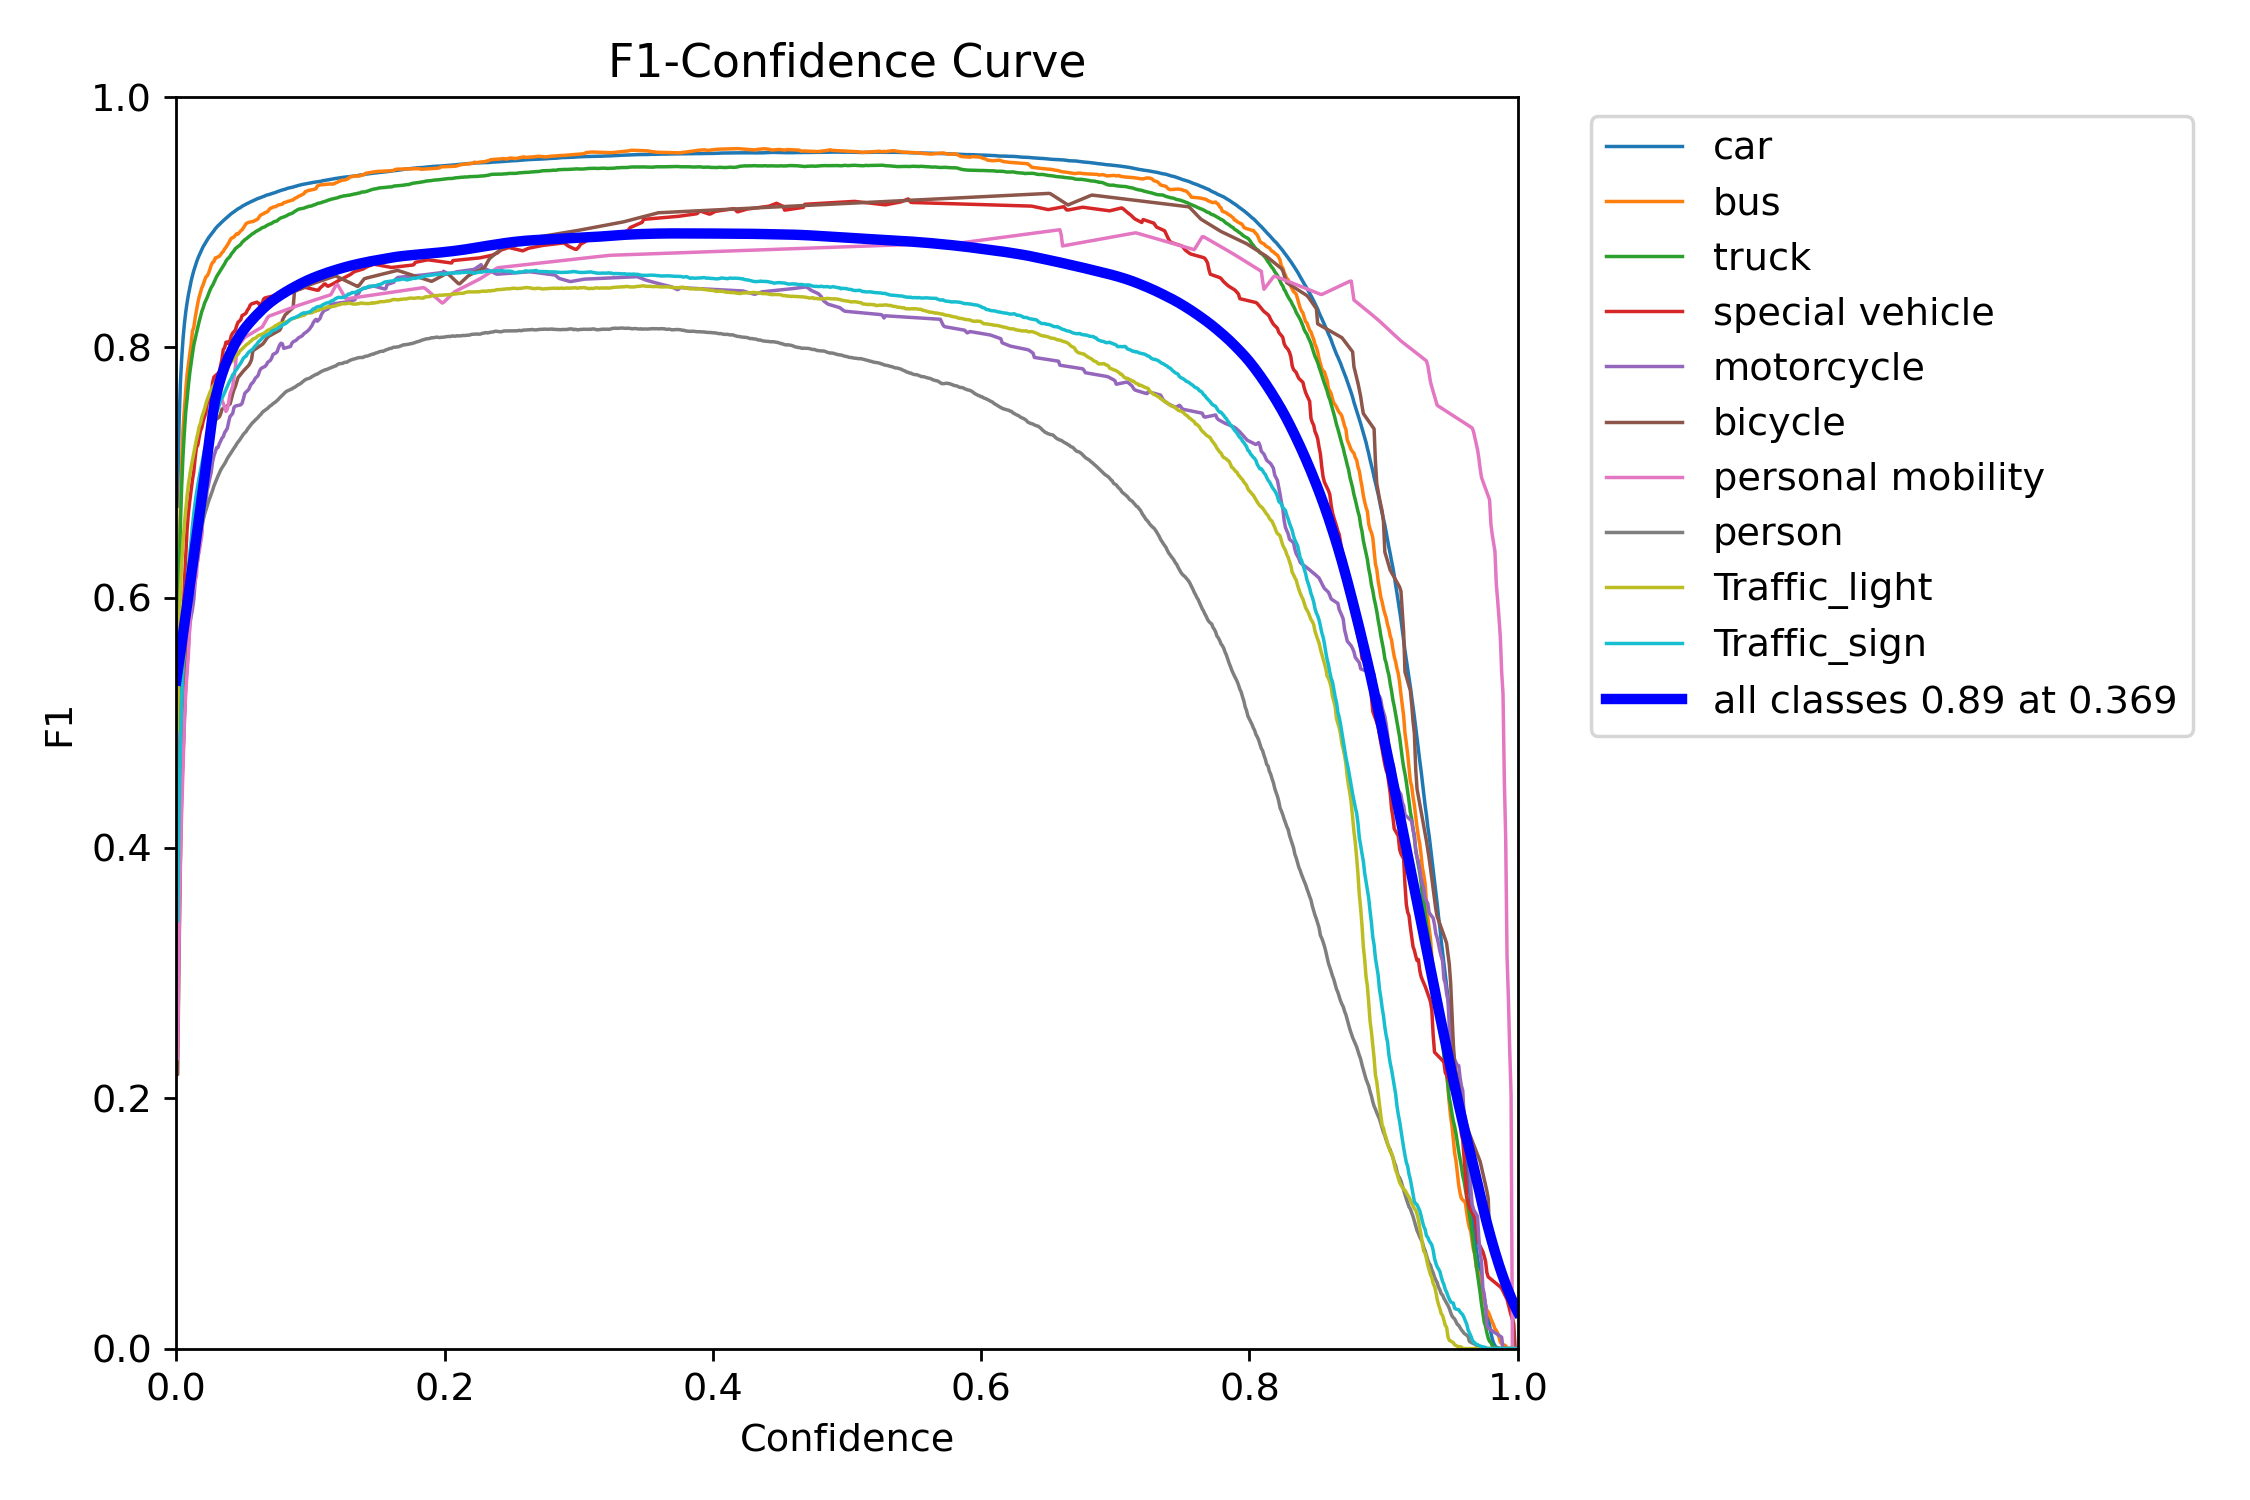 F1-Confidence Curve
1.0
0.8
0.6
0.4
0.2
0.0
F1
0.0 0.2 0.4 0.6 0.8 1.0
Confidence
car
bus
truck
special vehicle
motorcycle
bicycle
personal mobility
person
Traffic_light
Traffic_sign
all classes 0.89 at 0.369